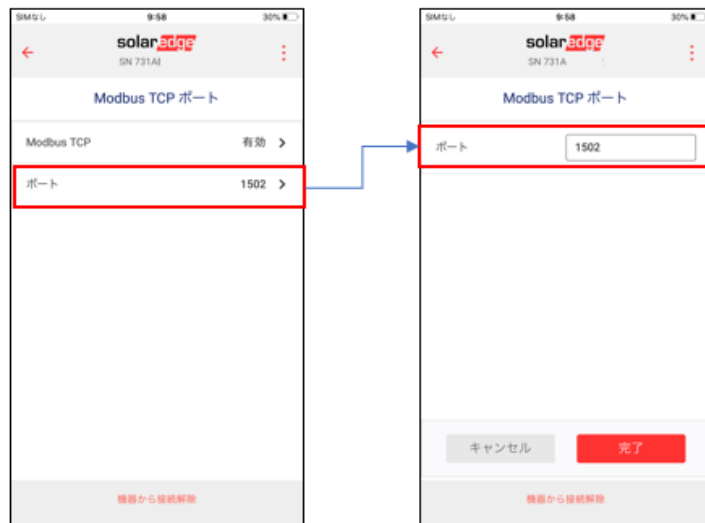 SIMなし 9:58 30%
solaredge
SN 731A
Modbus TCP ポート
Modbus TCP 有効
ポート 1502
機器から接続解除
SIMなし 9:58 30%
solaredge
SN 731A
Modbus TCP ポート
ポート 1502
キャンセル 完了
機器から接続解除